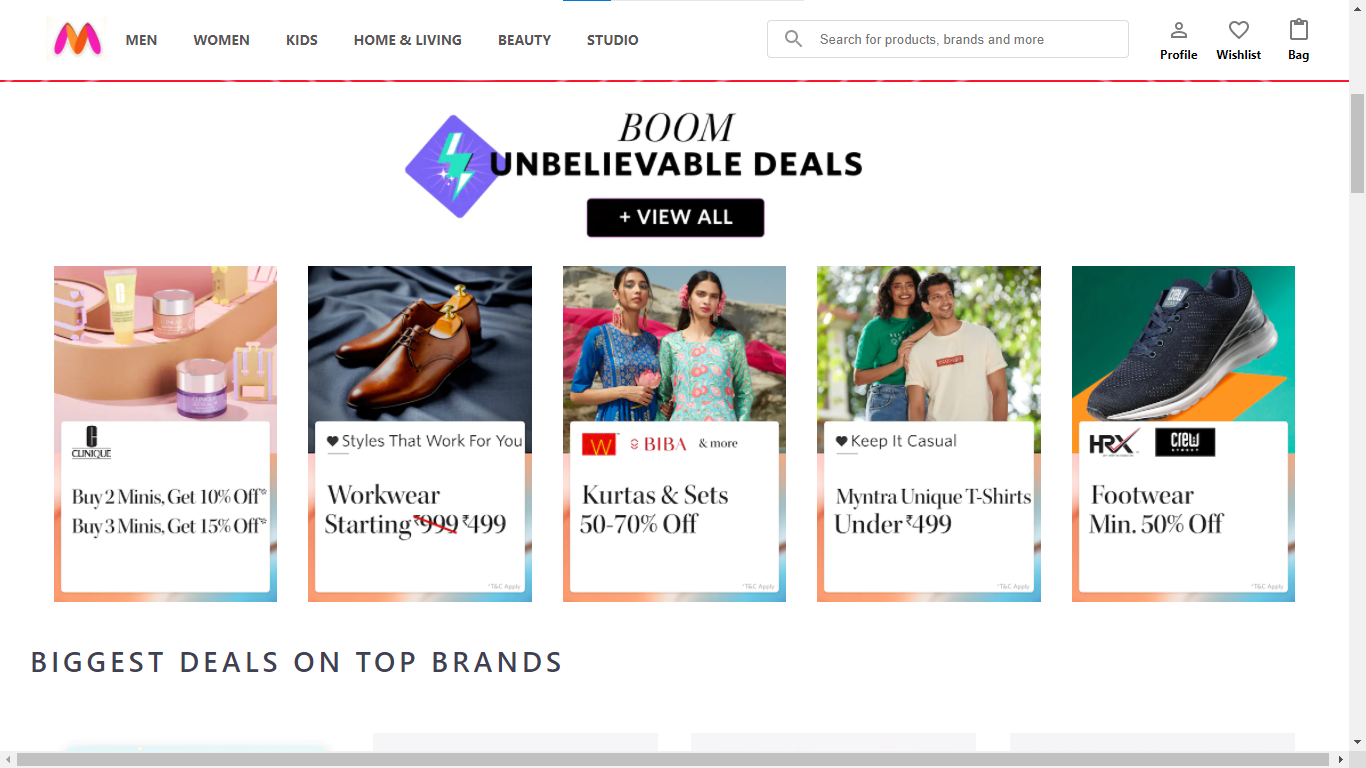 MEN WOMEN KIDS HOME & LIVING BEAUTY STUDIO
Search for products, brands and more
Profile Wishlist Bag
BOOM
UNBELIEVABLE DEALS
+ VIEW ALL
CLINIQUE
Buy 2 Minis, Get 10% Off*
Buy 3 Minis, Get 15% Off*
Styles That Work For You
Workwear
Starting ₹999 ₹499
*T&C Apply
W BIBA & more
Kurtas & Sets
50-70% Off
*T&C Apply
Keep It Casual
Myntra Unique T-Shirts
Under ₹499
*T&C Apply
crew
HRX crew
STREET
Footwear
Min. 50% Off
*T&C Apply
BIGGEST DEALS ON TOP BRANDS